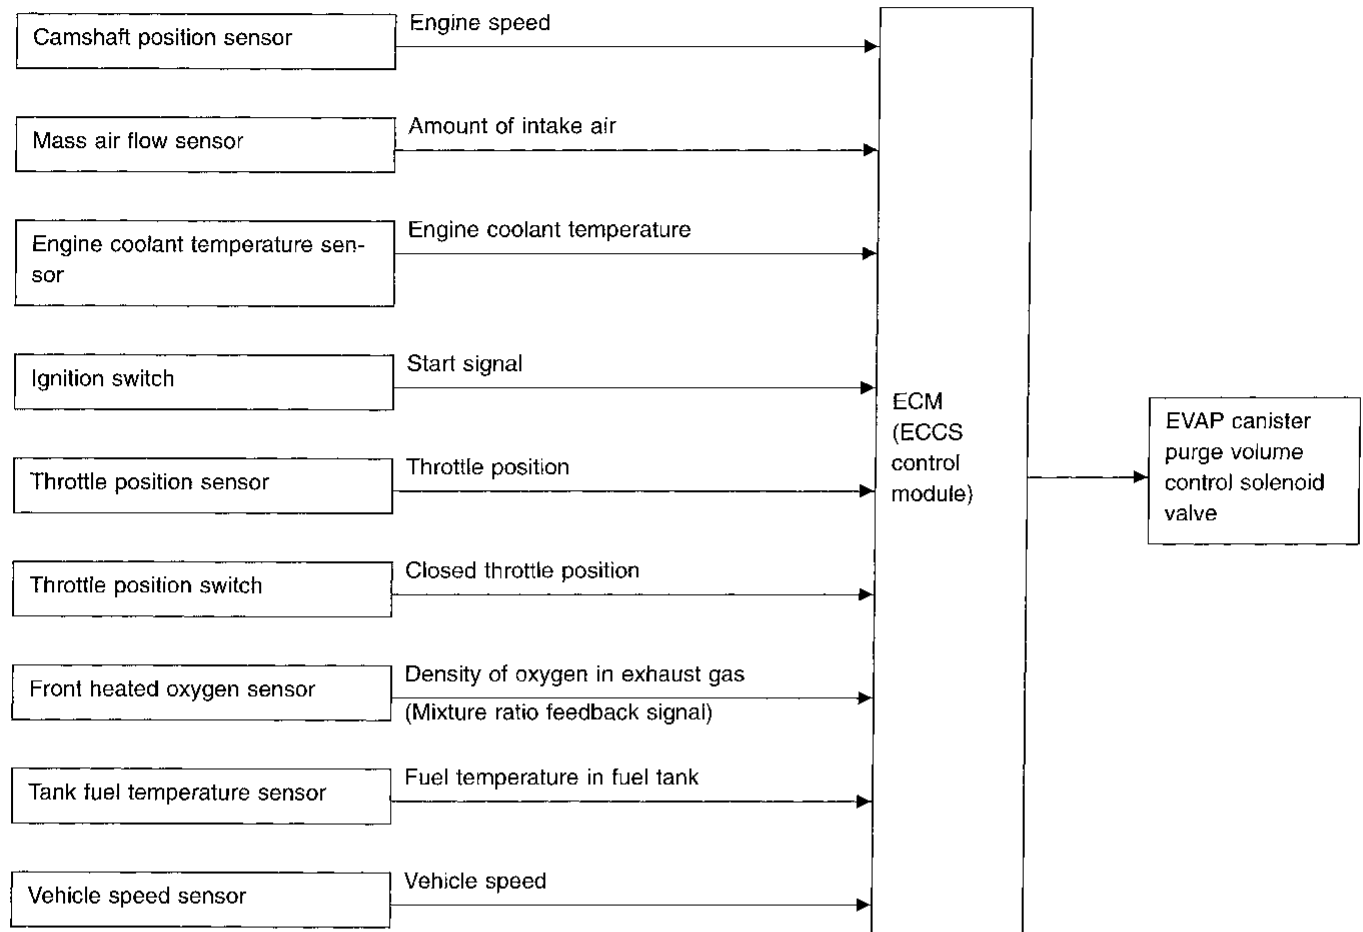 Camshaft position sensor
Engine speed
Mass air flow sensor
Amount of intake air
Engine coolant temperature sen-
sor
Engine coolant temperature
Ignition switch
Start signal
Throttle position sensor
Throttle position
Throttle position switch
Closed throttle position
Front heated oxygen sensor
Density of oxygen in exhaust gas
(Mixture ratio feedback signal)
Tank fuel temperature sensor
Fuel temperature in fuel tank
Vehicle speed sensor
Vehicle speed
ECM
(ECCS
control
module)
EVAP canister
purge volume
control solenoid
valve